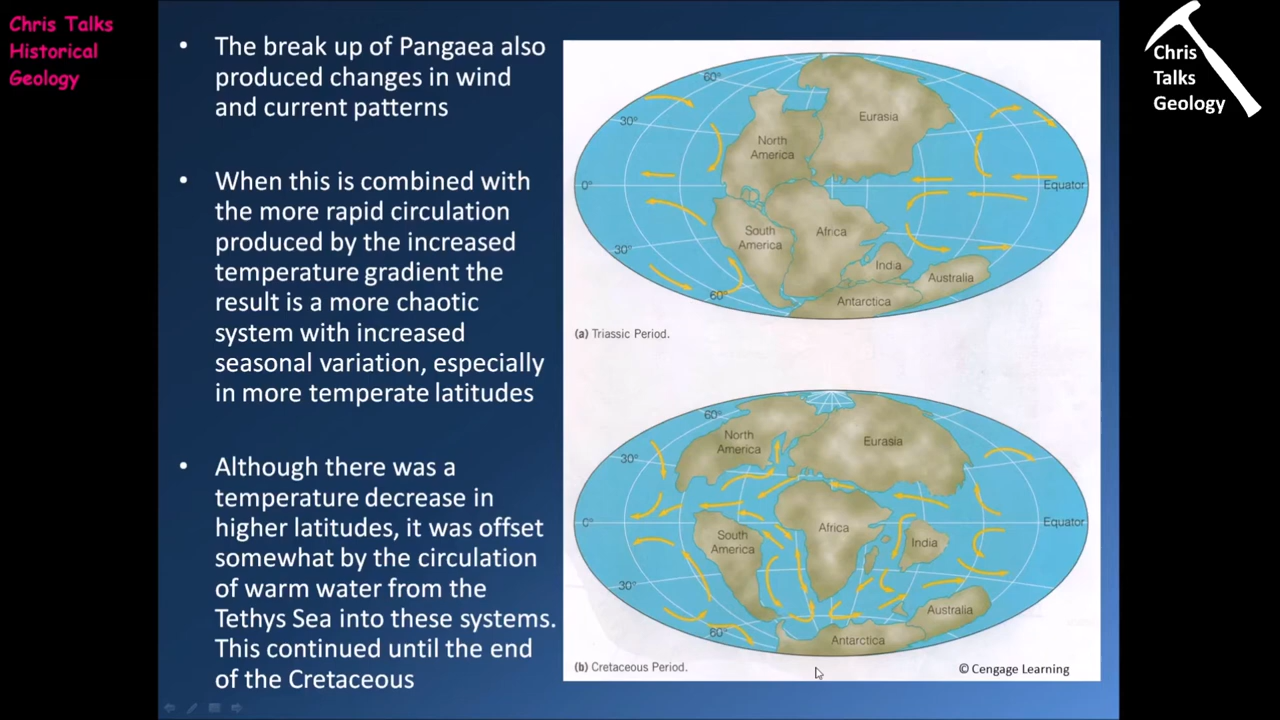 Chris Talks
Historical
Geology
• The break up of Pangaea also
produced changes in wind
and current patterns
• When this is combined with
the more rapid circulation
produced by the increased
temperature gradient the
result is a more chaotic
system with increased
seasonal variation, especially
in more temperate latitudes
• Although there was a
temperature decrease in
higher latitudes, it was offset
somewhat by the circulation
of warm water from the
Tethys Sea into these systems.
This continued until the end
of the Cretaceous
60°
Eurasia
30°
North
America
0°
Equator
South
America
Africa
30°
India
Australia
60°
Antarctica
(a) Triassic Period.
60°
North
America
Eurasia
30°
0°
Equator
Africa
South
America
India
30°
Australia
60°
Antarctica
(b) Cretaceous Period.
© Cengage Learning
Chris
Talks
Geology